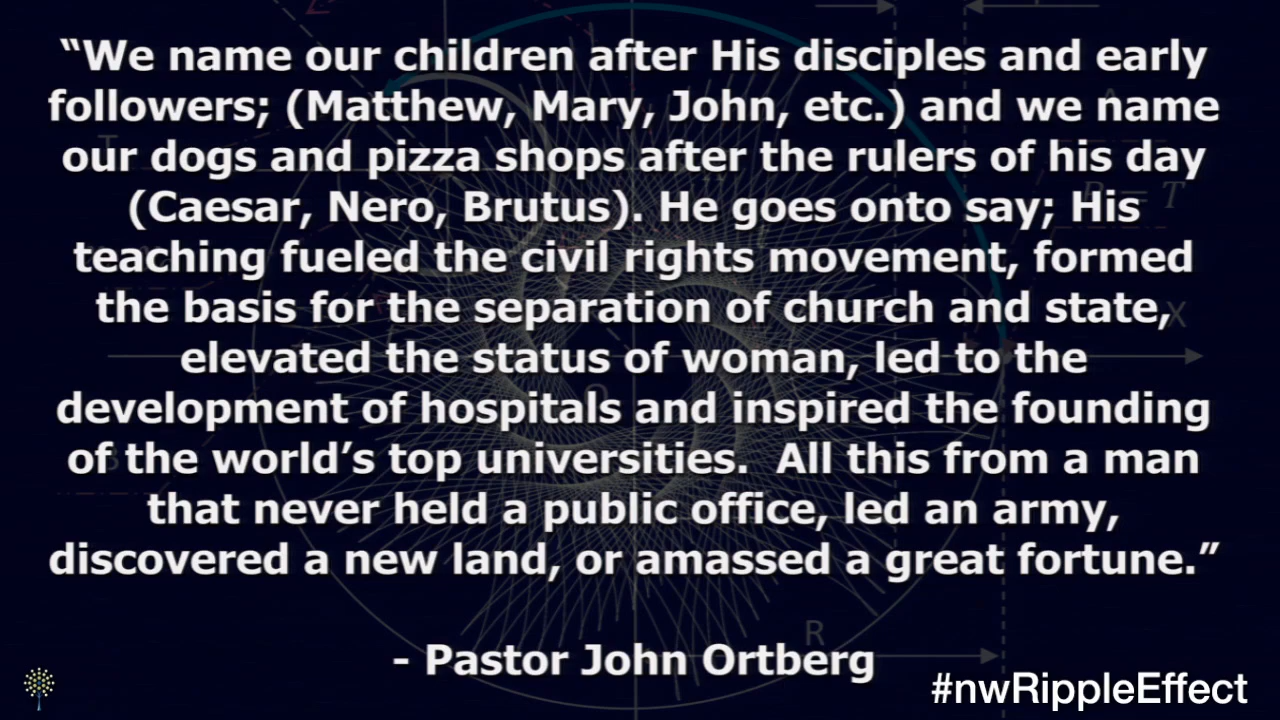 “We name our children after His disciples and early
followers; (Matthew, Mary, John, etc.) and we name
our dogs and pizza shops after the rulers of his day
(Caesar, Nero, Brutus). He goes onto say; His
teaching fueled the civil rights movement, formed
the basis for the separation of church and state,
elevated the status of woman, led to the
development of hospitals and inspired the founding
of the world’s top universities.  All this from a man
that never held a public office, led an army,
discovered a new land, or amassed a great fortune.”
- Pastor John Ortberg
#nwRippleEffect
R
X